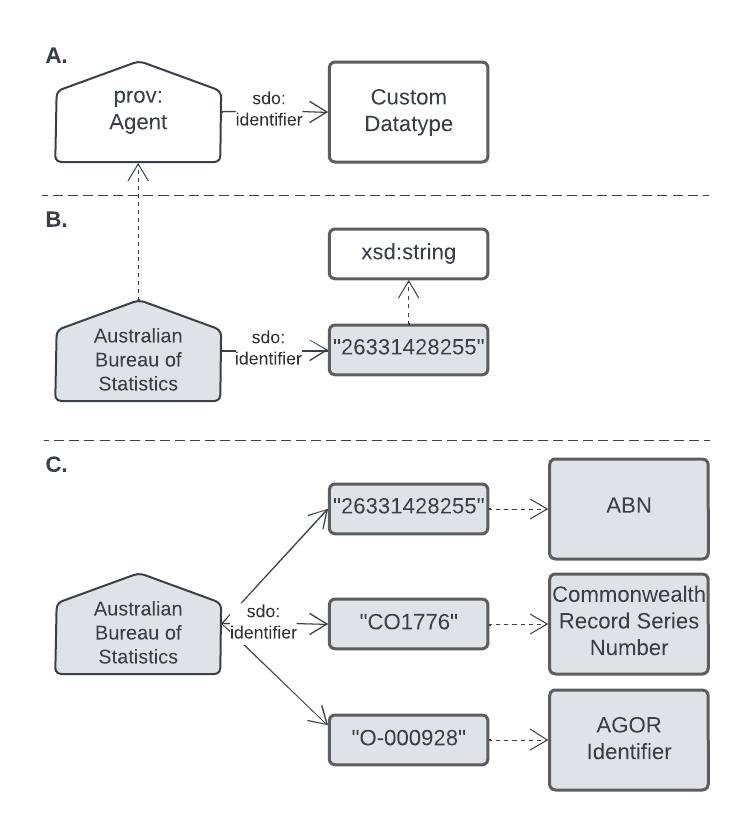 A.
prov:
Agent
sdo:
identifier
Custom
Datatype
B.
xsd:string
Australian
Bureau of
Statistics
sdo:
identifier
"26331428255"
C.
"26331428255"
ABN
Australian
Bureau of
Statistics
sdo:
identifier
"CO1776"
Commonwealth
Record Series
Number
"O-000928"
AGOR
Identifier